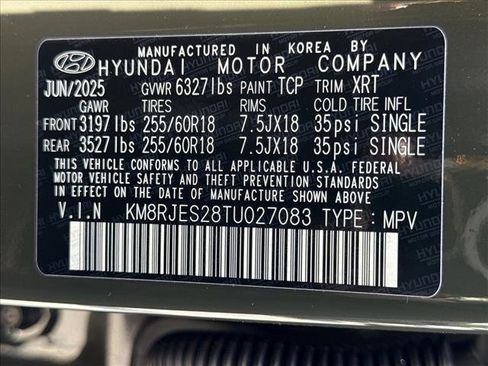 MANUFACTURED IN KOREA BY
HYUNDAI MOTOR COMPANY
JUN/2025 GVWR 6327lbs PAINT TCP TRIM XRT
GAWR TIRES RIMS COLD TIRE INFL
FRONT 3197lbs 255/60R18 7.5JX18 35psi SINGLE
REAR 3527lbs 255/60R18 7.5JX18 35psi SINGLE
THIS VEHICLE CONFORMS TO ALL APPLICABLE U.S.A. FEDERAL
MOTOR VEHICLE SAFETY AND THEFT PREVENTION STANDARDS
IN EFFECT ON THE DATE OF MANUFACTURE SHOWN ABOVE.
V.I.N KM8RJES28TU027083 TYPE : MPV